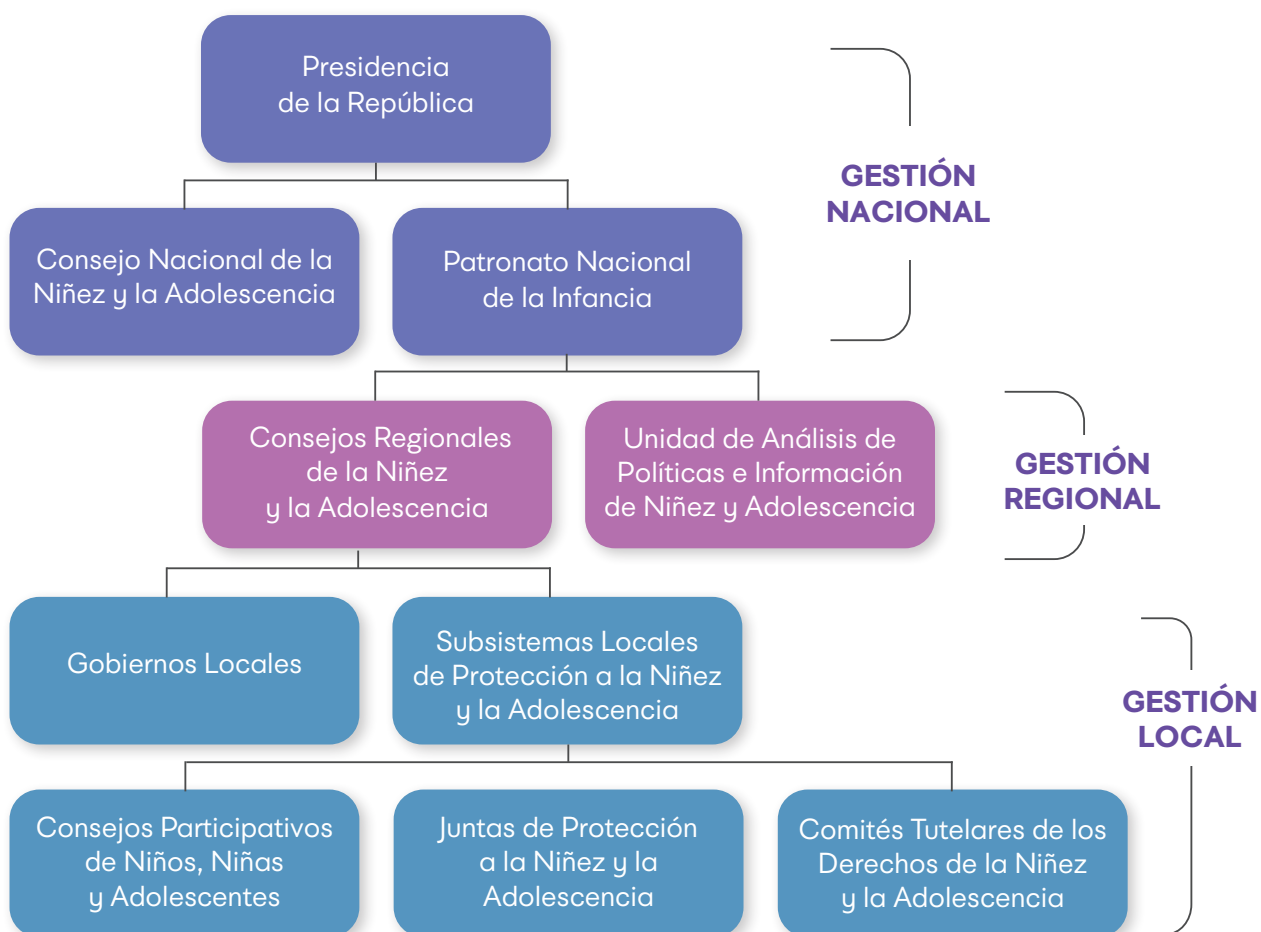 Presidencia
de la República
GESTIÓN
NACIONAL
Consejo Nacional de la
Niñez y la Adolescencia
Patronato Nacional
de la Infancia
Consejos Regionales
de la Niñez
y la Adolescencia
Unidad de Análisis de
Políticas e Información
de Niñez y Adolescencia
GESTIÓN
REGIONAL
Gobiernos Locales
Subsistemas Locales
de Protección a la Niñez
y la Adolescencia
GESTIÓN
LOCAL
Consejos Participativos
de Niños, Niñas
y Adolescentes
Juntas de Protección
a la Niñez y la
Adolescencia
Comités Tutelares de los
Derechos de la Niñez
y la Adolescencia